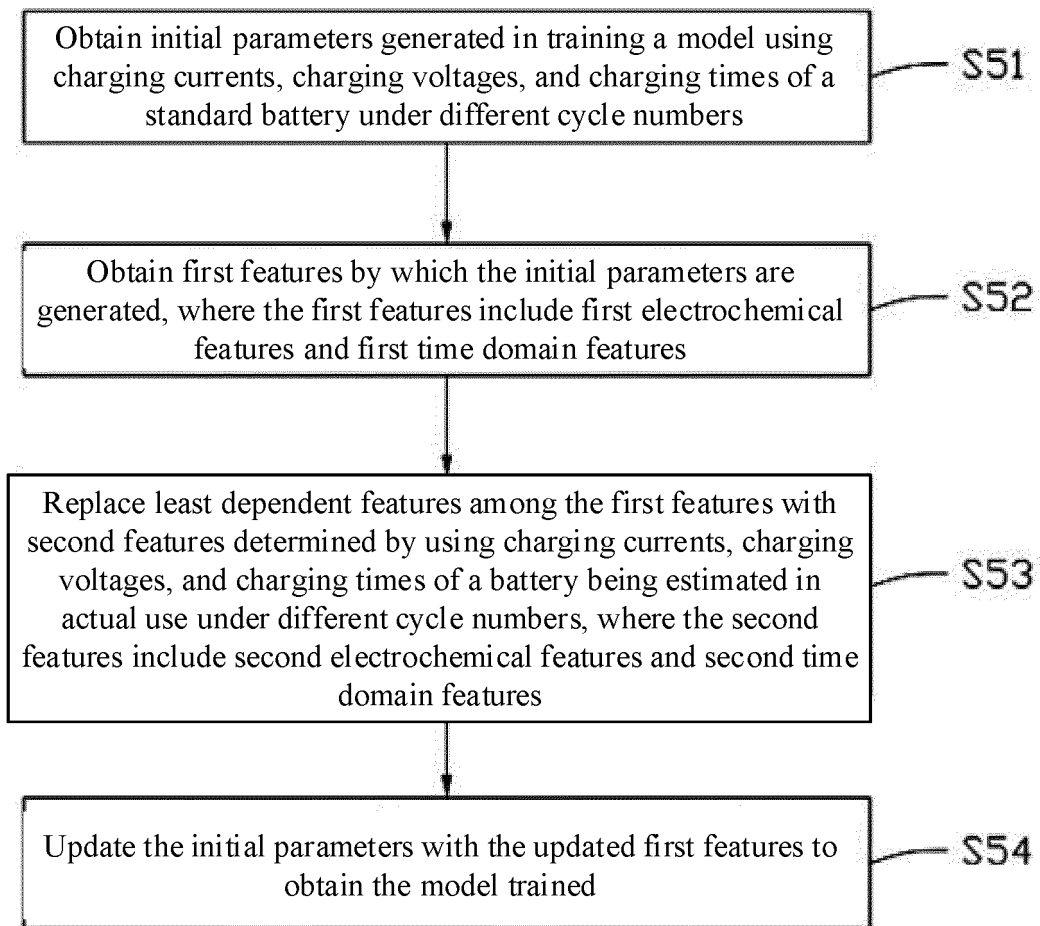 Obtain initial parameters generated in training a model using
charging currents, charging voltages, and charging times of a
standard battery under different cycle numbers
S51
Obtain first features by which the initial parameters are
generated, where the first features include first electrochemical
features and first time domain features
S52
Replace least dependent features among the first features with
second features determined by using charging currents, charging
voltages, and charging times of a battery being estimated in
actual use under different cycle numbers, where the second
features include second electrochemical features and second time
domain features
S53
Update the initial parameters with the updated first features to
obtain the model trained
S54